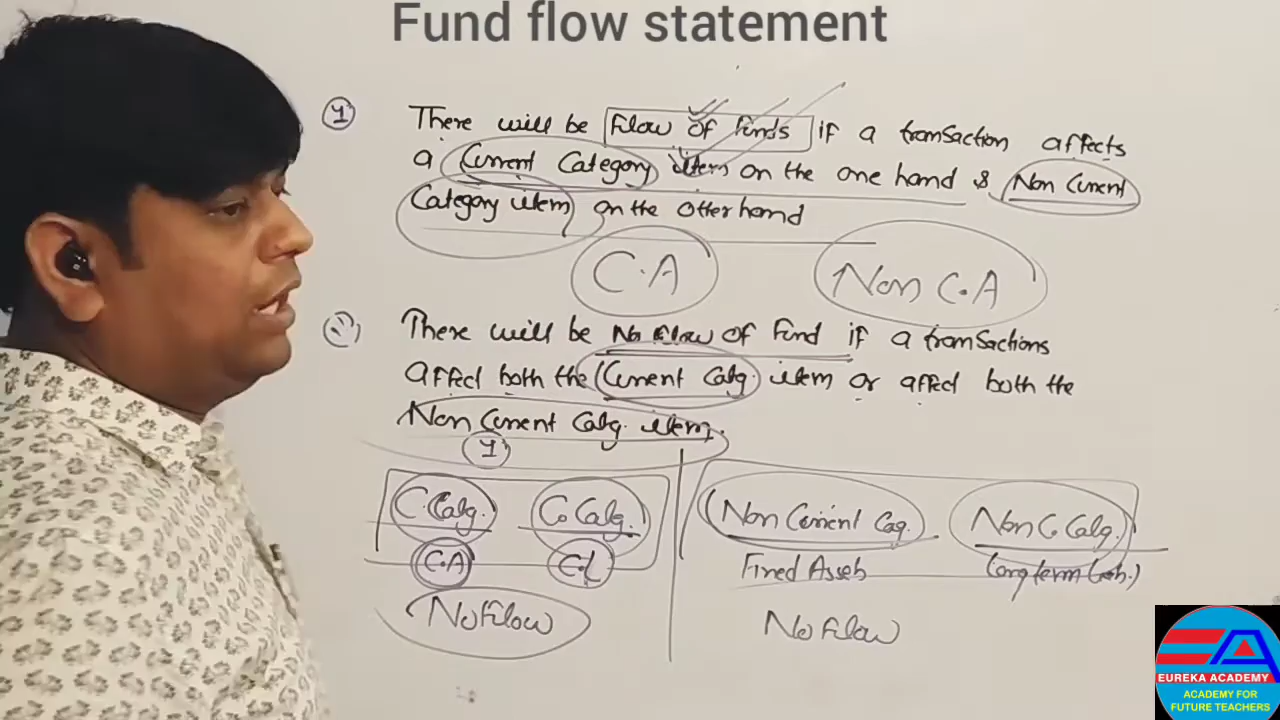 Fund flow statement
1) There will be Flow of Funds if a transaction affects
a Current Category item on the one hand & Non Current
Category item on the other hand
C.A Non C.A
There will be No Flow of Fund if a transactions
affect both the (Current Catg. item or affect both the
Non Current Catg. item.
1)
C. Catg. C. Catg. (Non Current Cag. Non C. Catg.)
C.A C.L Fixed Assets Long term Liab.)
No Flow No Flow
EUREKA ACADEMY
ACADEMY FOR
FUTURE TEACHERS